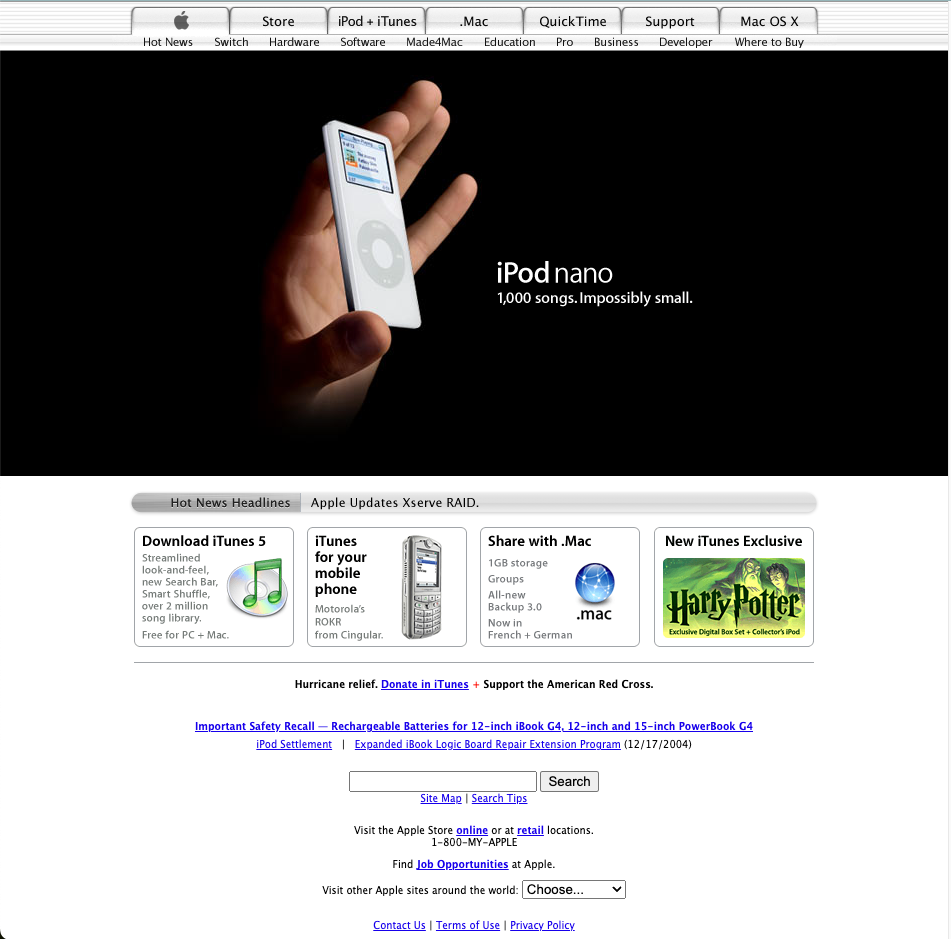 Store iPod + iTunes .Mac QuickTime Support Mac OS X
Hot News Switch Hardware Software Made4Mac Education Pro Business Developer Where to Buy
iPod nano
1,000 songs. Impossibly small.
Hot News Headlines Apple Updates Xserve RAID.
Download iTunes 5
Streamlined
look-and-feel,
new Search Bar,
Smart Shuffle,
over 2 million
song library.
Free for PC + Mac.
iTunes
for your
mobile
phone
Motorola's
ROKR
from Cingular.
Share with .Mac
1GB storage
Groups
All-new
Backup 3.0
Now in
French + German
.mac
New iTunes Exclusive
Harry Potter
Exclusive Digital Box Set + Collector's iPod
Hurricane relief. Donate in iTunes + Support the American Red Cross.
Important Safety Recall — Rechargeable Batteries for 12-inch iBook G4, 12-inch and 15-inch PowerBook G4
iPod Settlement | Expanded iBook Logic Board Repair Extension Program (12/17/2004)
Search
Site Map | Search Tips
Visit the Apple Store online or at retail locations.
1-800-MY-APPLE
Find Job Opportunities at Apple.
Visit other Apple sites around the world: Choose...
Contact Us | Terms of Use | Privacy Policy